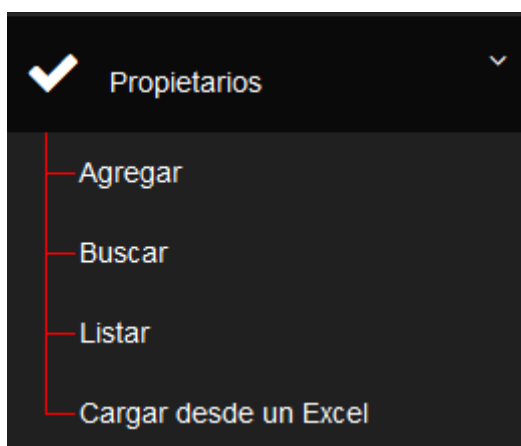 Propietarios
Agregar
Buscar
Listar
Cargar desde un Excel